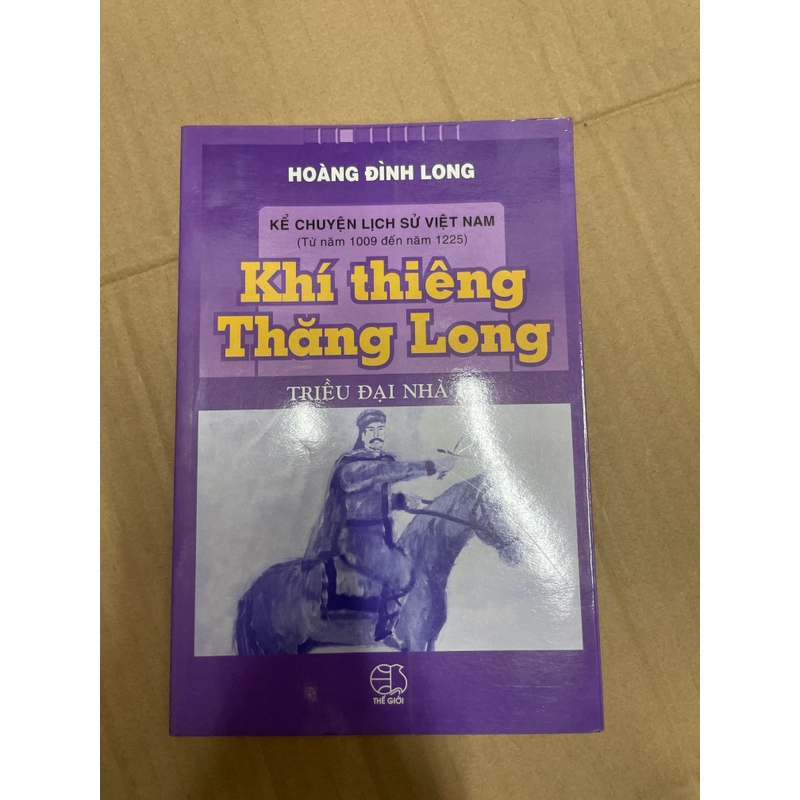 HOÀNG ĐÌNH LONG
KỂ CHUYỆN LỊCH SỬ VIỆT NAM
(Từ năm 1009 đến năm 1225)
Khí thiêng
Thăng Long
TRIỀU ĐẠI NHÀ
THẾ GIỚI